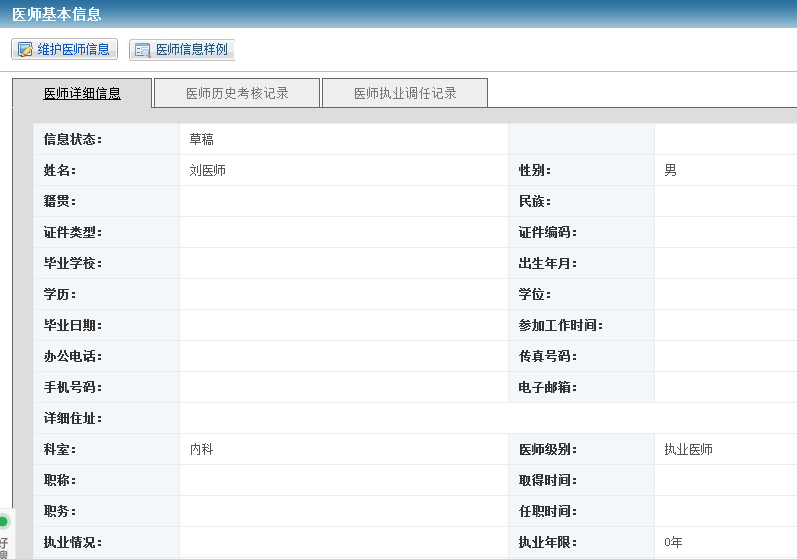 医师基本信息
维护医师信息 医师信息样例
医师详细信息 医师历史考核记录 医师执业调任记录
信息状态: 草稿
姓名: 刘医师 性别: 男
籍贯: 民族:
证件类型: 证件编码:
毕业学校: 出生年月:
学历: 学位:
毕业日期: 参加工作时间:
办公电话: 传真号码:
手机号码: 电子邮箱:
详细住址:
科室: 内科 医师级别: 执业医师
职称: 取得时间:
职务: 任职时间:
执业情况: 执业年限: 0年
好